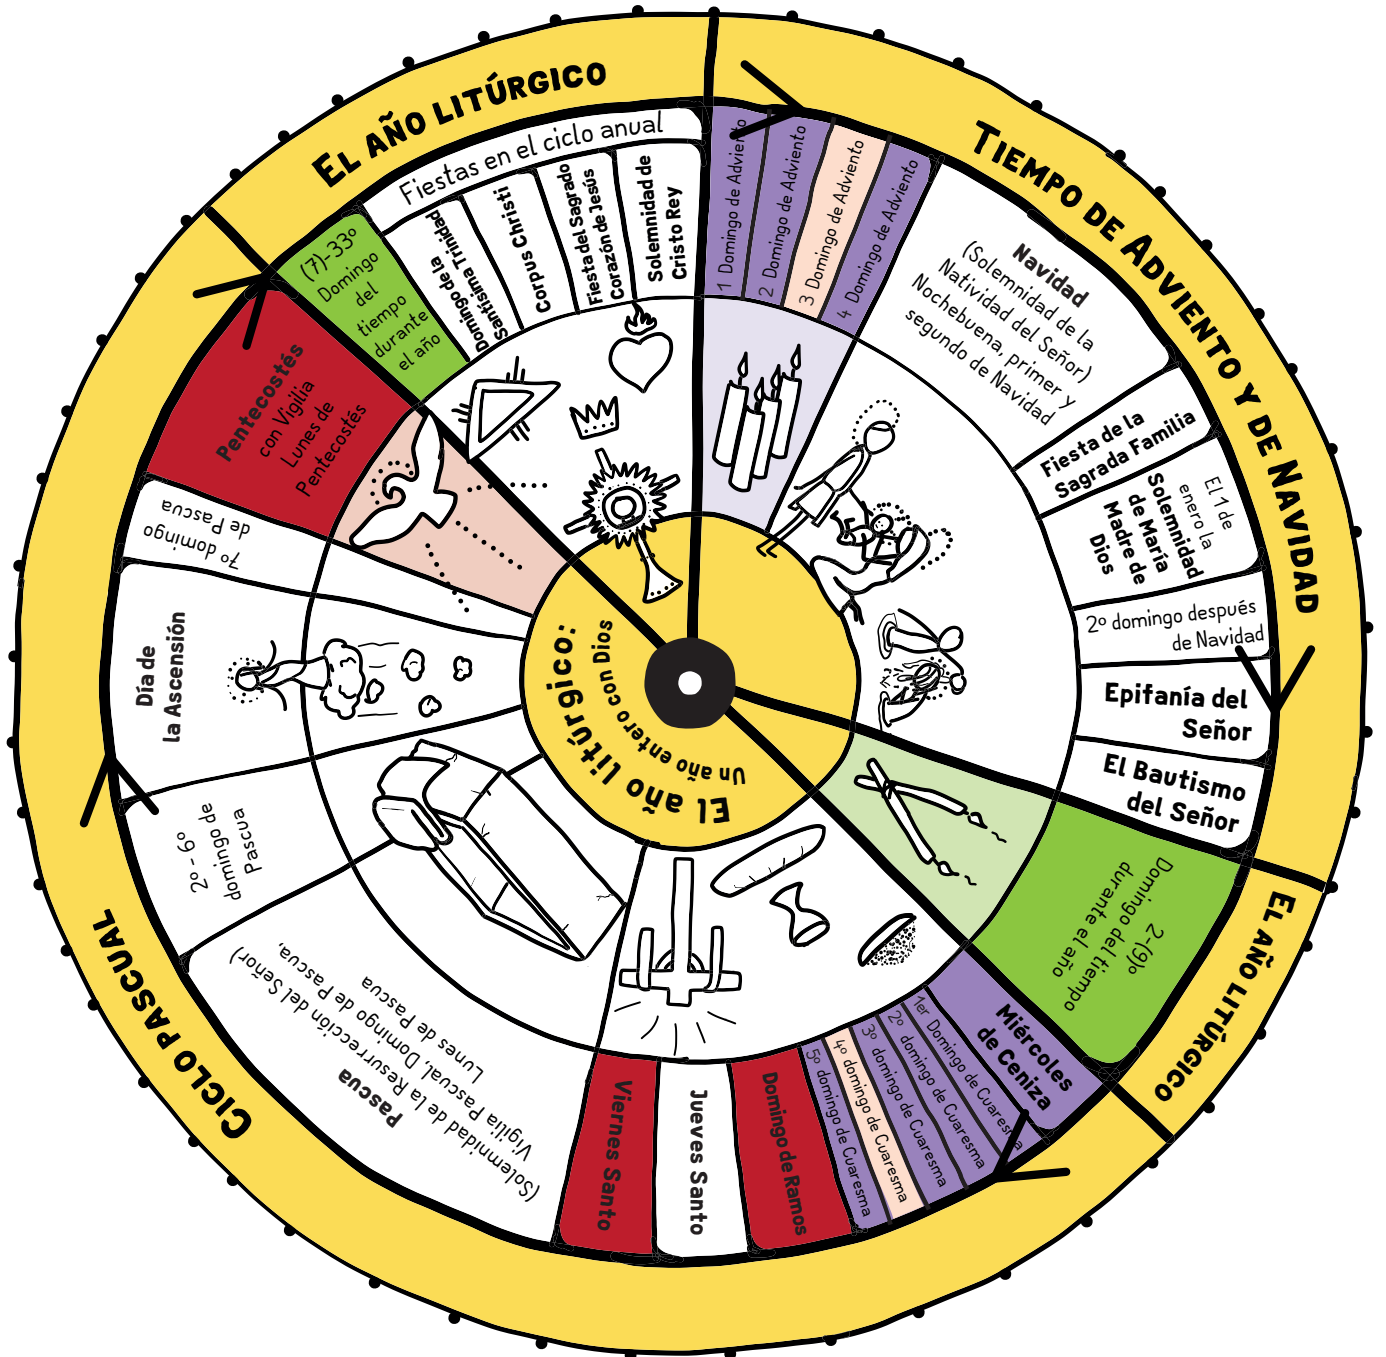 EL AÑO LITÚRGICO
TIEMPO DE ADVIENTO Y DE NAVIDAD
EL AÑO LITÚRGICO
CICLO PASCUAL
1 Domingo de Adviento
2 Domingo de Adviento
3 Domingo de Adviento
4 Domingo de Adviento
Navidad
(Solemnidad de la
Natividad del Señor)
Nochebuena, primer y
segundo de Navidad
Fiesta de la
Sagrada Familia
El 1 de
enero la
Solemnidad
de María
Madre de
Dios
2º domingo después
de Navidad
Epifanía del
Señor
El Bautismo
del Señor
2-(9)º
Domingo del tiempo
durante el año
Miércoles
de Ceniza
1er Domingo de Cuaresma
2º domingo de Cuaresma
3º domingo de Cuaresma
4º domingo de Cuaresma
5º domingo de Cuaresma
Domingo de Ramos
Jueves Santo
Viernes Santo
Pascua
(Solemnidad de la Resurrección del Señor)
Vigilia Pascual, Domingo de Pascua,
Lunes de Pascua
2º - 6º
domingo de
Pascua
Día de
la Ascensión
7º domingo
de Pascua
Pentecostés
con Vigilia
Lunes de
Pentecostés
(7)-33º
Domingo
del
tiempo
durante
el año
Fiestas en el ciclo anual
Domingo de la
Santísima Trinidad
Corpus Christi
Fiesta del Sagrado
Corazón de Jesús
Solemnidad de
Cristo Rey
El año litúrgico:
Un año entero con Dios